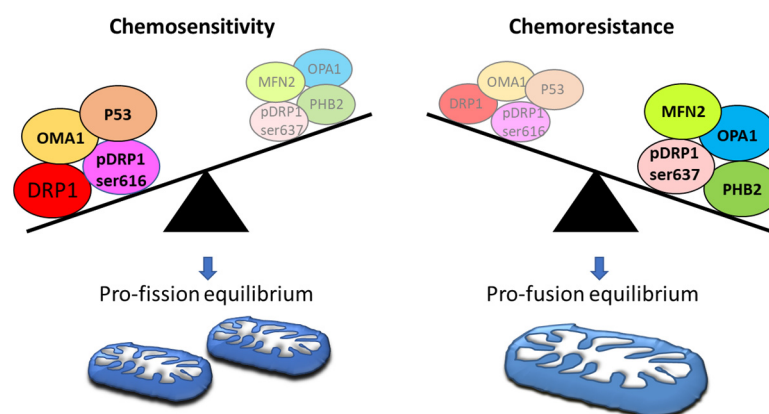 Chemosensitivity
Chemoresistance
P53
OMA1
pDRP1
ser616
DRP1
MFN2
OPA1
pDRP1
ser637
PHB2
OMA1
DRP1
P53
pDRP1
ser616
MFN2
OPA1
pDRP1
ser637
PHB2
Pro-fission equilibrium
Pro-fusion equilibrium